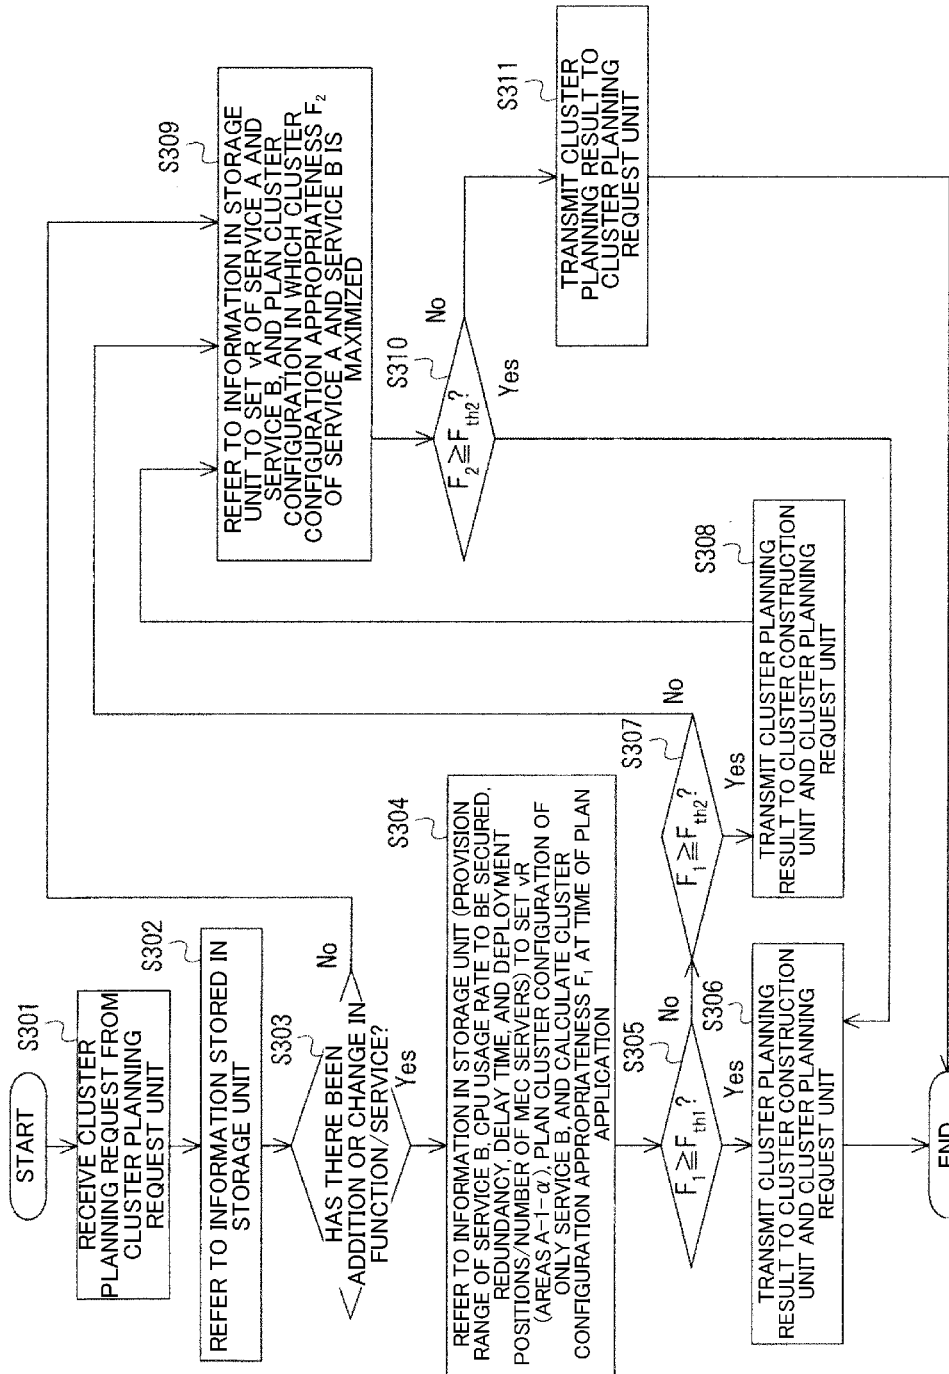 START
S301
RECEIVE CLUSTER
PLANNING REQUEST FROM
CLUSTER PLANNING
REQUEST UNIT
S302
REFER TO INFORMATION STORED IN
STORAGE UNIT
S303
HAS THERE BEEN
ADDITION OR CHANGE IN
FUNCTION/SERVICE?
No
Yes
S304
REFER TO INFORMATION IN STORAGE UNIT (PROVISION
RANGE OF SERVICE B, CPU USAGE RATE TO BE SECURED,
REDUNDANCY, DELAY TIME, AND DEPLOYMENT
POSITIONS/NUMBER OF MEC SERVERS) TO SET vR
(AREAS A-1-α), PLAN CLUSTER CONFIGURATION OF
ONLY SERVICE B, AND CALCULATE CLUSTER
CONFIGURATION APPROPRIATENESS F1 AT TIME OF PLAN
APPLICATION
S305
F1≧Fth1?
No
Yes
S306
TRANSMIT CLUSTER PLANNING
RESULT TO CLUSTER CONSTRUCTION
UNIT AND CLUSTER PLANNING
REQUEST UNIT
S307
F1≧Fth2?
No
Yes
S308
TRANSMIT CLUSTER PLANNING
RESULT TO CLUSTER CONSTRUCTION
UNIT AND CLUSTER PLANNING
REQUEST UNIT
S309
REFER TO INFORMATION IN STORAGE
UNIT TO SET vR OF SERVICE A AND
SERVICE B, AND PLAN CLUSTER
CONFIGURATION IN WHICH CLUSTER
CONFIGURATION APPROPRIATENESS F2
OF SERVICE A AND SERVICE B IS
MAXIMIZED
S310
F2≧Fth2?
No
Yes
S311
TRANSMIT CLUSTER
PLANNING RESULT TO
CLUSTER PLANNING
REQUEST UNIT
END